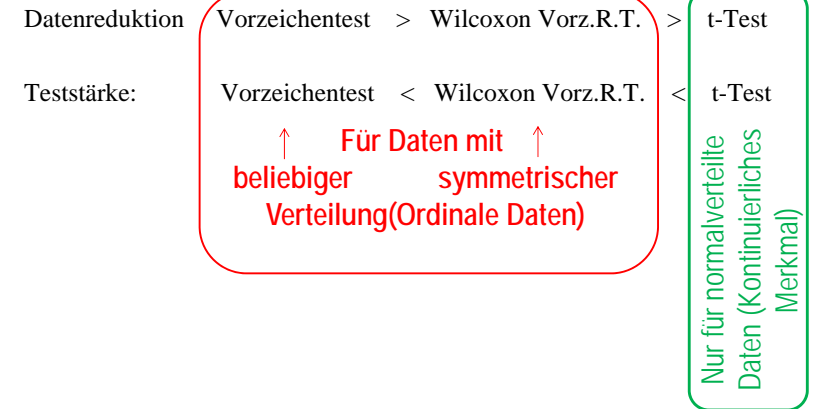 Datenreduktion Vorzeichentest > Wilcoxon Vorz.R.T. > t-Test
Teststärke: Vorzeichentest < Wilcoxon Vorz.R.T. < t-Test
Für Daten mit
beliebiger symmetrischer
Verteilung(Ordinale Daten)
Nur für normalverteilte
Daten (Kontinuierliches
Merkmal)